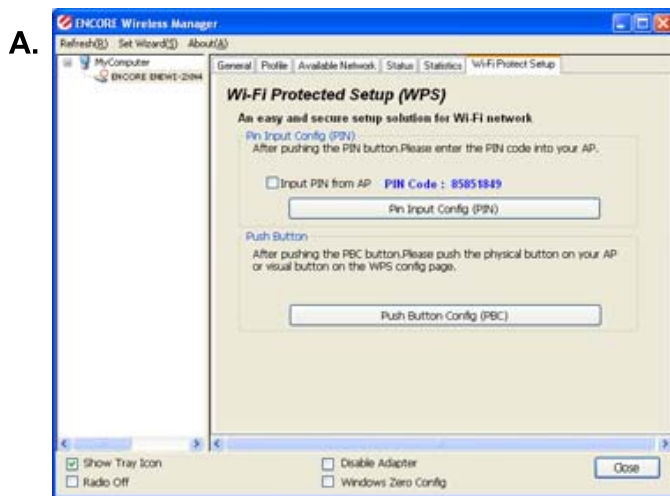 A.
ENCORE Wireless Manager
Refresh(R) Set Wizard(S) About(A)
MyComputer
ENCORE ENEWI-2XN4
General Profile Available Network Status Statistics Wi-Fi Protect Setup
Wi-Fi Protected Setup (WPS)
An easy and secure setup solution for Wi-Fi network
Pin Input Config (PIN)
After pushing the PIN button.Please enter the PIN code into your AP.
Input PIN from AP PIN Code : 85851849
Pin Input Config (PIN)
Push Button
After pushing the PBC button.Please push the physical button on your AP
or visual button on the WPS config page.
Push Button Config (PBC)
Show Tray Icon
Disable Adapter
Radio Off
Windows Zero Config
Close